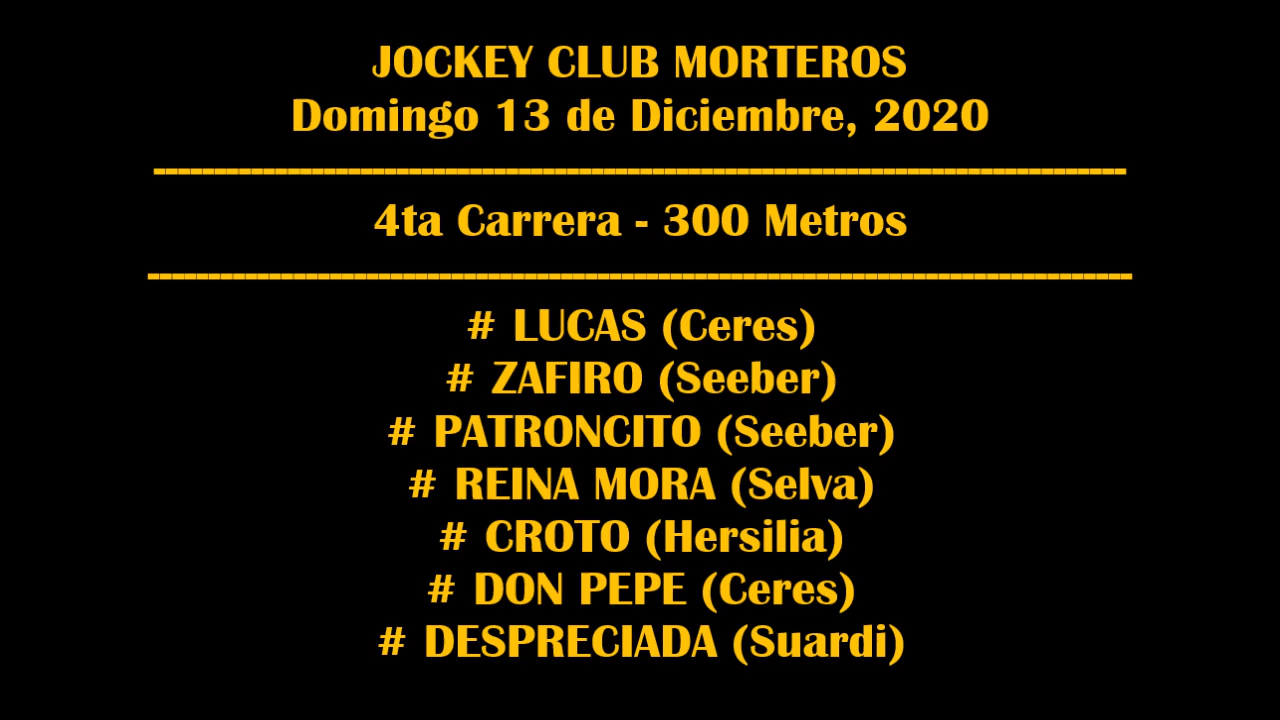 JOCKEY CLUB MORTEROS
Domingo 13 de Diciembre, 2020
--------------------------------------------------------------------------------
4ta Carrera - 300 Metros
---------------------------------------------------------------------------------
# LUCAS (Ceres)
# ZAFIRO (Seeber)
# PATRONCITO (Seeber)
# REINA MORA (Selva)
# CROTO (Hersilia)
# DON PEPE (Ceres)
# DESPRECIADA (Suardi)